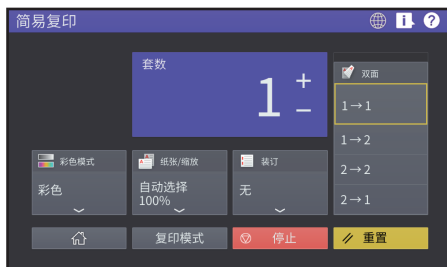 简易复印
i
?
套数
1
+
−
双面
1→1
1→2
2→2
2→1
彩色模式
彩色
纸张/缩放
自动选择
100%
装订
无
复印模式
停止
重置